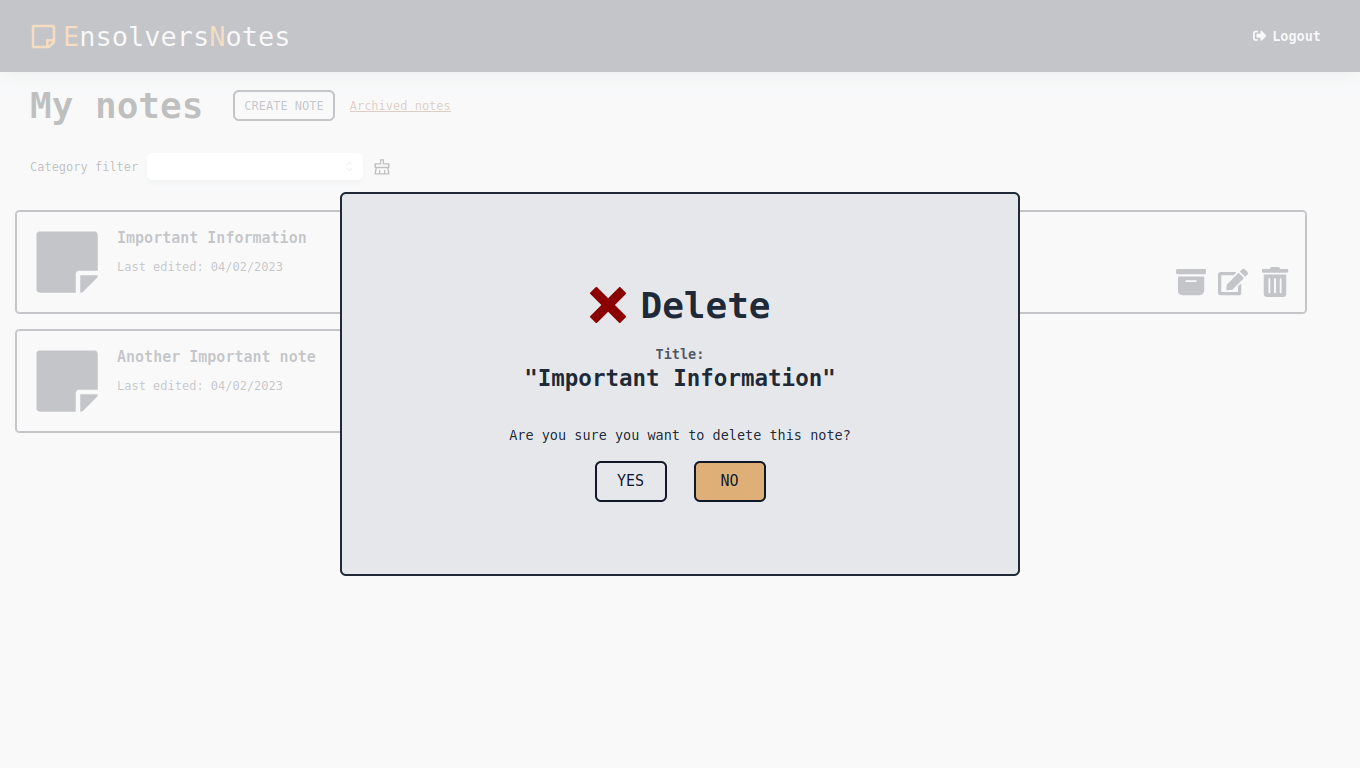 EnsolversNotes
Logout
My notes
CREATE NOTE
Archived notes
Category filter
Important Information
Last edited: 04/02/2023
Another Important note
Last edited: 04/02/2023
Delete
Title:
"Important Information"
Are you sure you want to delete this note?
YES
NO